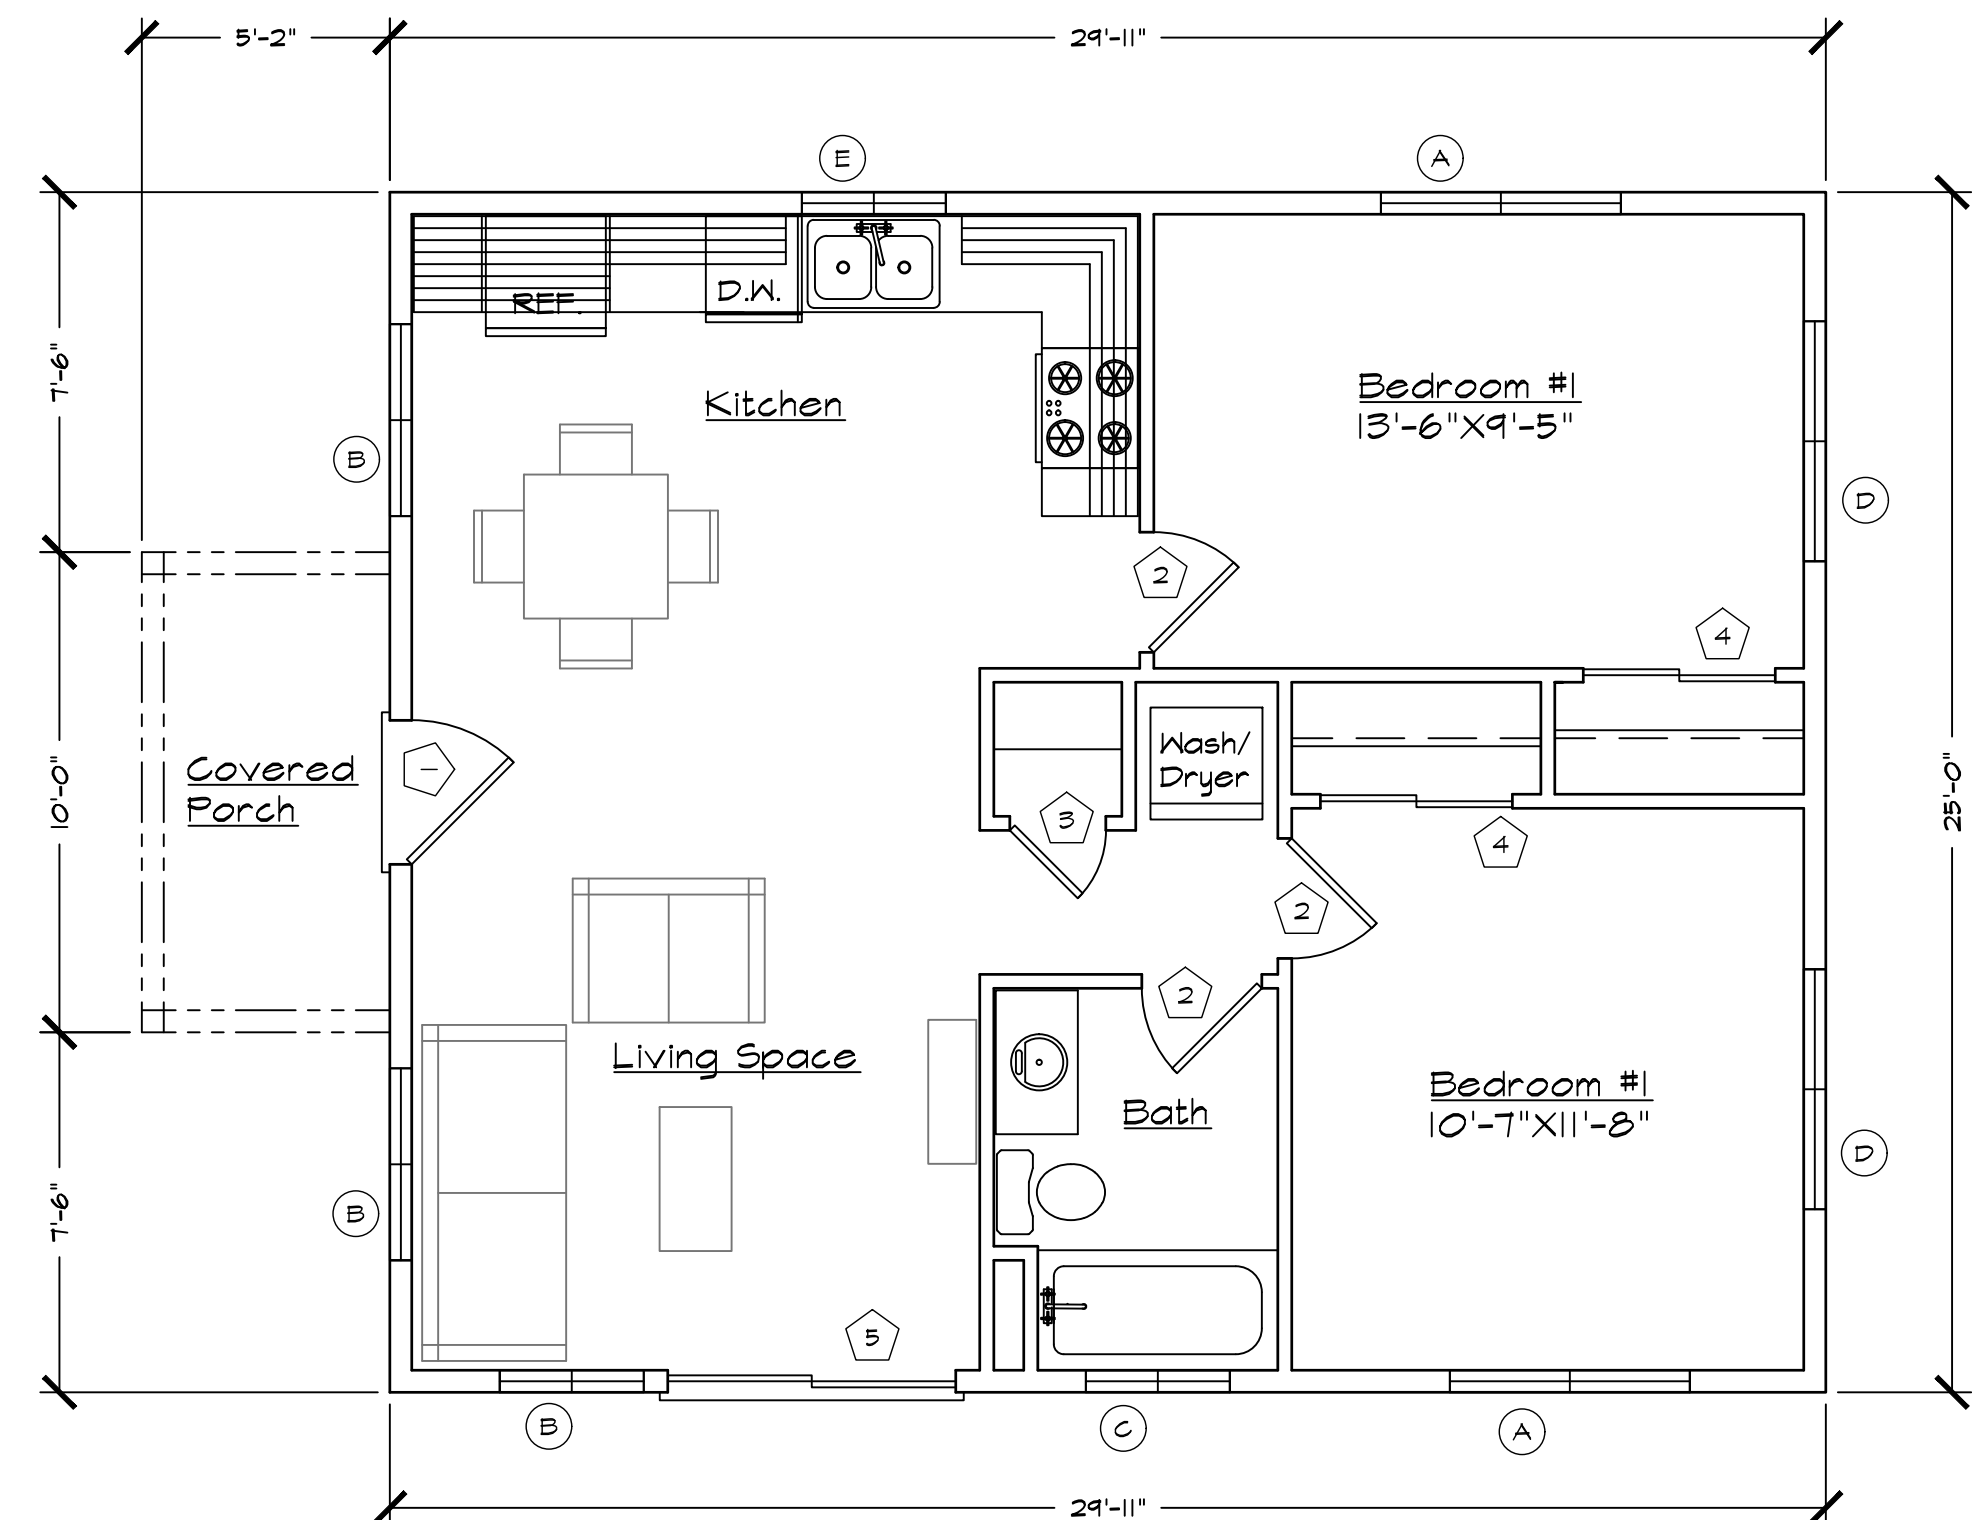 5'-2"
29'-11"
E
A
REF.
D.W.
7'-6"
Kitchen
Bedroom #1
13'-6"X9'-5"
B
D
2
4
Covered
Porch
1
10'-0"
Wash/
Dryer
3
4
25'-0"
2
2
Living Space
Bath
Bedroom #1
10'-7"X11'-8"
D
7'-6"
B
5
B
C
A
29'-11"